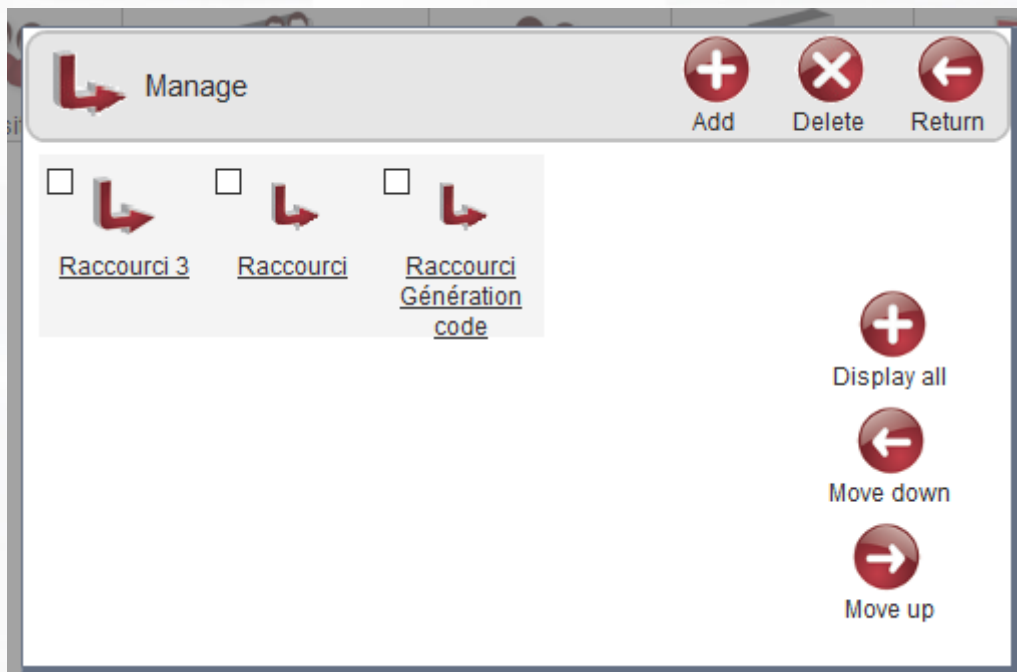 Manage
Add Delete Return
Raccourci 3 Raccourci Raccourci
Génération
code
Display all
Move down
Move up